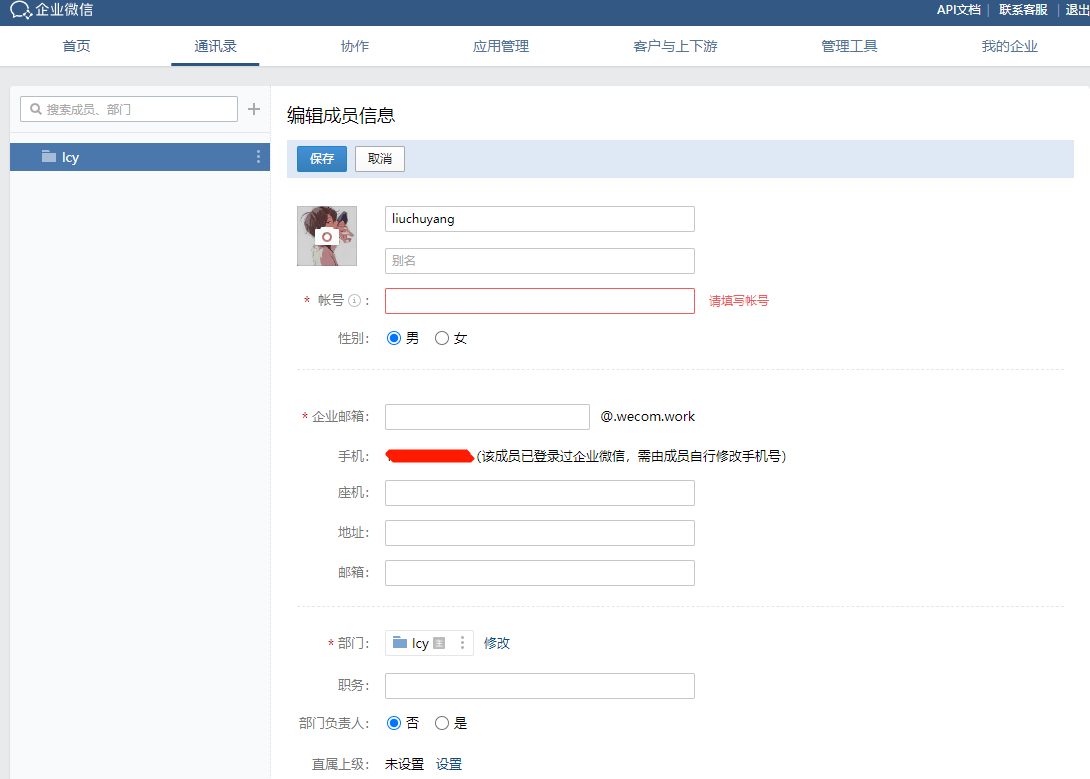 企业微信
API文档 | 联系客服 | 退出
首页 通讯录 协作 应用管理 客户与上下游 管理工具 我的企业
搜索成员、部门 +
lcy
编辑成员信息
保存 取消
liuchuyang
别名
* 帐号 : 请填写帐号
性别: 男 女
* 企业邮箱: @.wecom.work
手机: (该成员已登录过企业微信，需由成员自行修改手机号)
座机:
地址:
邮箱:
* 部门: lcy 主 修改
职务:
部门负责人: 否 是
直属上级: 未设置 设置